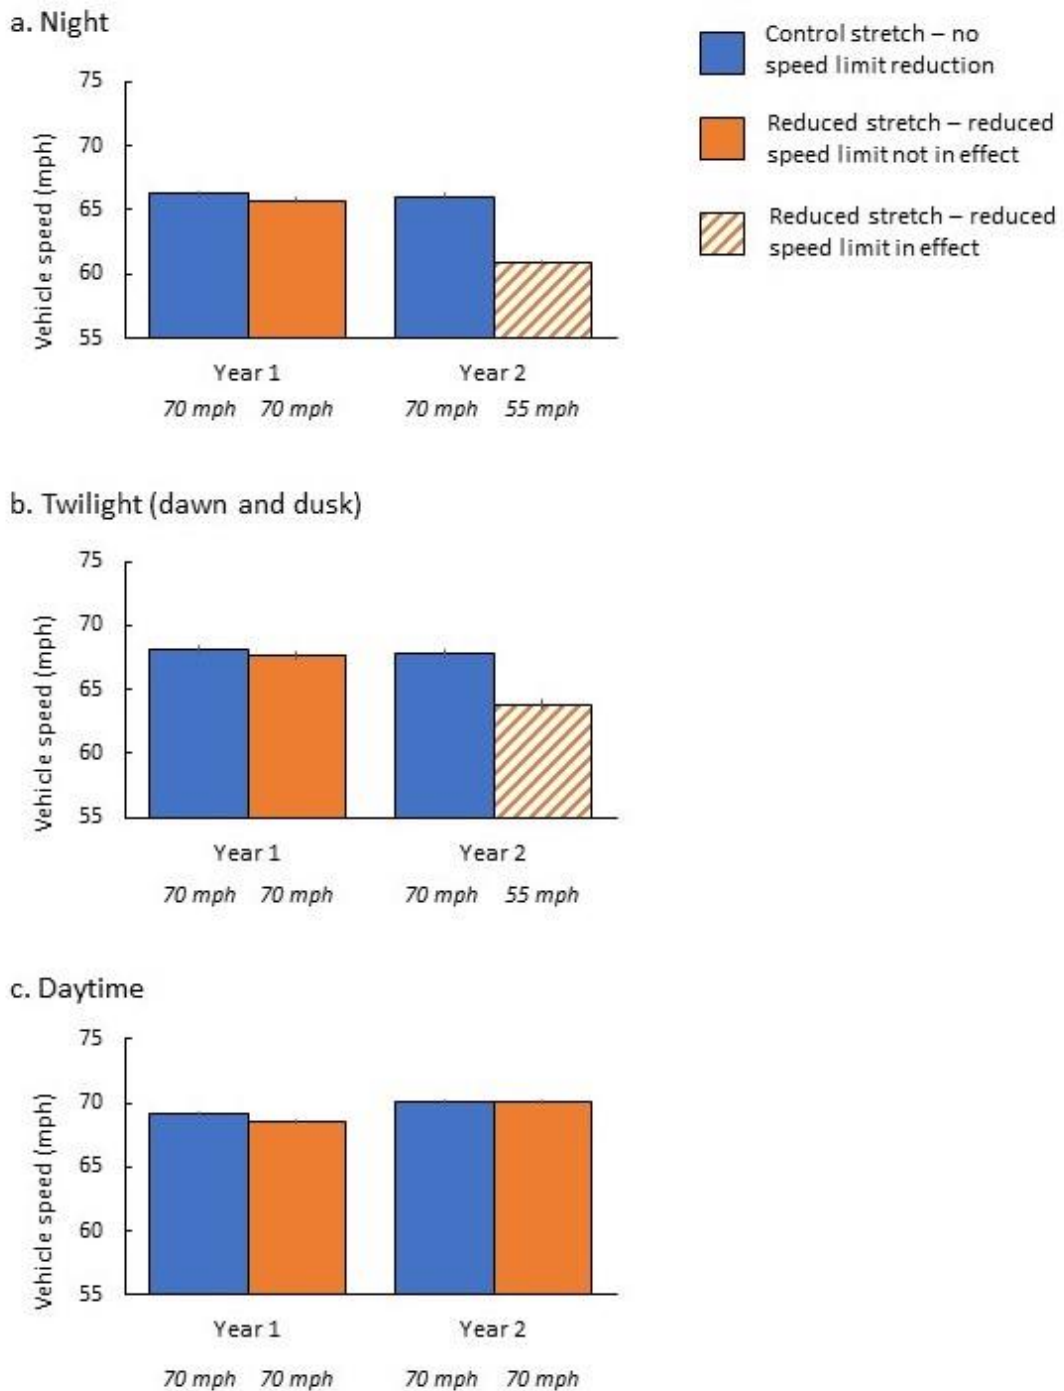 a. Night
Control stretch – no
speed limit reduction
Reduced stretch – reduced
speed limit not in effect
Reduced stretch – reduced
speed limit in effect
Vehicle speed (mph)
75
70
65
60
55
Year 1
Year 2
70 mph 70 mph 70 mph 55 mph
b. Twilight (dawn and dusk)
Vehicle speed (mph)
75
70
65
60
55
Year 1
Year 2
70 mph 70 mph 70 mph 55 mph
c. Daytime
Vehicle speed (mph)
75
70
65
60
55
Year 1
Year 2
70 mph 70 mph 70 mph 70 mph